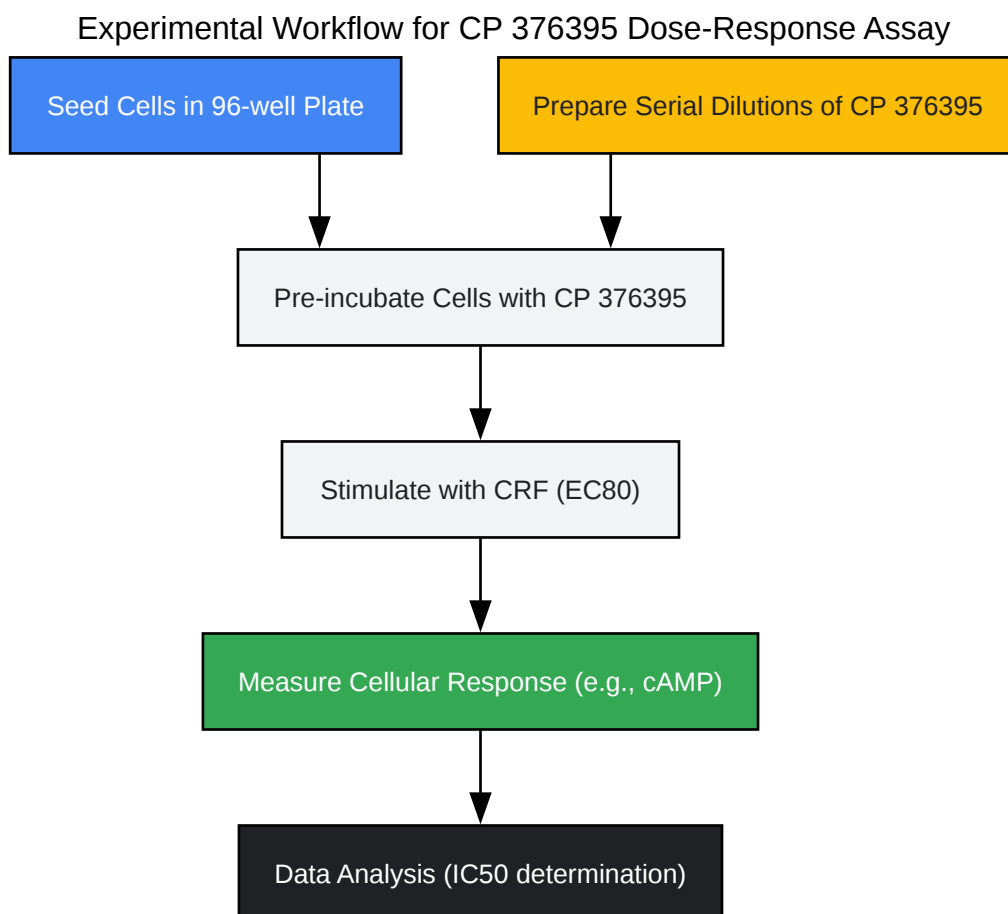 Experimental Workflow for CP 376395 Dose-Response Assay
Seed Cells in 96-well Plate
Prepare Serial Dilutions of CP 376395
Pre-incubate Cells with CP 376395
Stimulate with CRF (EC80)
Measure Cellular Response (e.g., cAMP)
Data Analysis (IC50 determination)